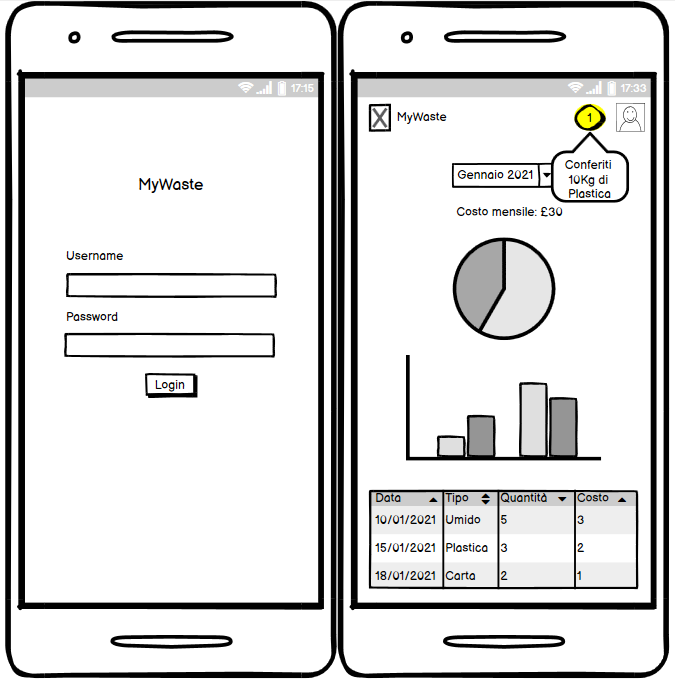 17:15
MyWaste
Username
Password
Login
17:33
MyWaste
1
Conferiti
10Kg di
Plastica
Gennaio 2021
Costo mensile: £30
Data Tipo Quantità Costo
10/01/2021 Umido 5 3
15/01/2021 Plastica 3 2
18/01/2021 Carta 2 1